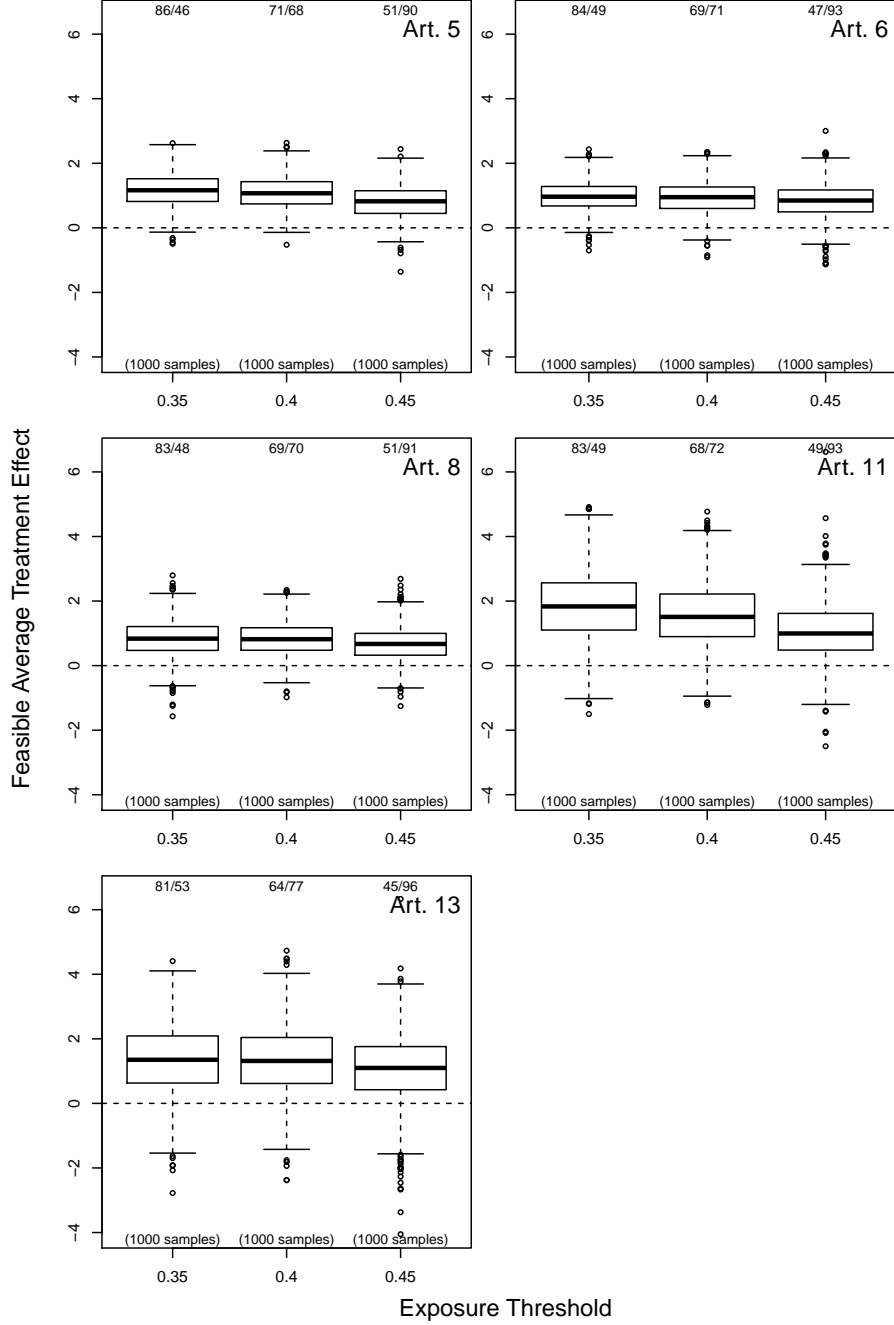 86/46 71/68 51/90
Art. 5
6
4
2
0
−2
−4
(1000 samples) (1000 samples) (1000 samples)
0.35 0.4 0.45
84/49 69/71 47/93
Art. 6
6
4
2
0
−2
−4
(1000 samples) (1000 samples) (1000 samples)
0.35 0.4 0.45
Feasible Average Treatment Effect
83/48 69/70 51/91
Art. 8
6
4
2
0
−2
−4
(1000 samples) (1000 samples) (1000 samples)
0.35 0.4 0.45
83/49 68/72 49/93
Art. 11
6
4
2
0
−2
−4
(1000 samples) (1000 samples) (1000 samples)
0.35 0.4 0.45
81/53 64/77 45/96
Art. 13
6
4
2
0
−2
−4
(1000 samples) (1000 samples) (1000 samples)
0.35 0.4 0.45
Exposure Threshold